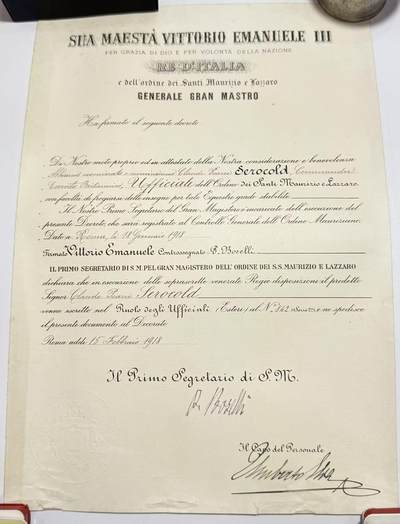 SUA MAESTÀ VITTORIO EMANUELE III
PER GRAZIA DI DIO E PER VOLONTÀ DELLA NAZIONE
RE D'ITALIA
e dell'ordine dei Santi Maurizio e Lazzaro
GENERALE GRAN MASTRO
Ha firmato il seguente decreto
Di Nostro moto proprio ed in attestato della Nostra considerazione e benevolenza
Abbiamo nominato e nominiamo Claude Pearce Serocold, Commander
Ufficiale dell'Ordine dei Santi Maurizio e Lazzaro,
con facoltà di fregiarsi delle insegne per tale Equestre grado stabilite.
Il Nostro Primo Segretario del Gran Magistero è incaricato dell'esecuzione del
presente Decreto, che sarà registrato al Controllo Generale dell'Ordine Mauriziano.
Dato a Roma, il Gennaio 1918
Firmato Vittorio Emanuele Contrassegnato P. Boselli
IL PRIMO SEGRETARIO DI S.M. PEL GRAN MAGISTERO DELL'ORDINE DEI S.S. MAURIZIO E LAZZARO
dichiara che in esecuzione delle soprascritte venerate Regie disposizioni il predetto
Signor Claude Pearce Serocold
venne iscritto nel Ruolo degli Ufficiali (Esteri) al N. 862 e ne spedisce
il presente documento al Decorato
Roma addì 15 Febbraio 1918
Il Primo Segretario di S.M.
P. Boselli
Il Capo del Personale